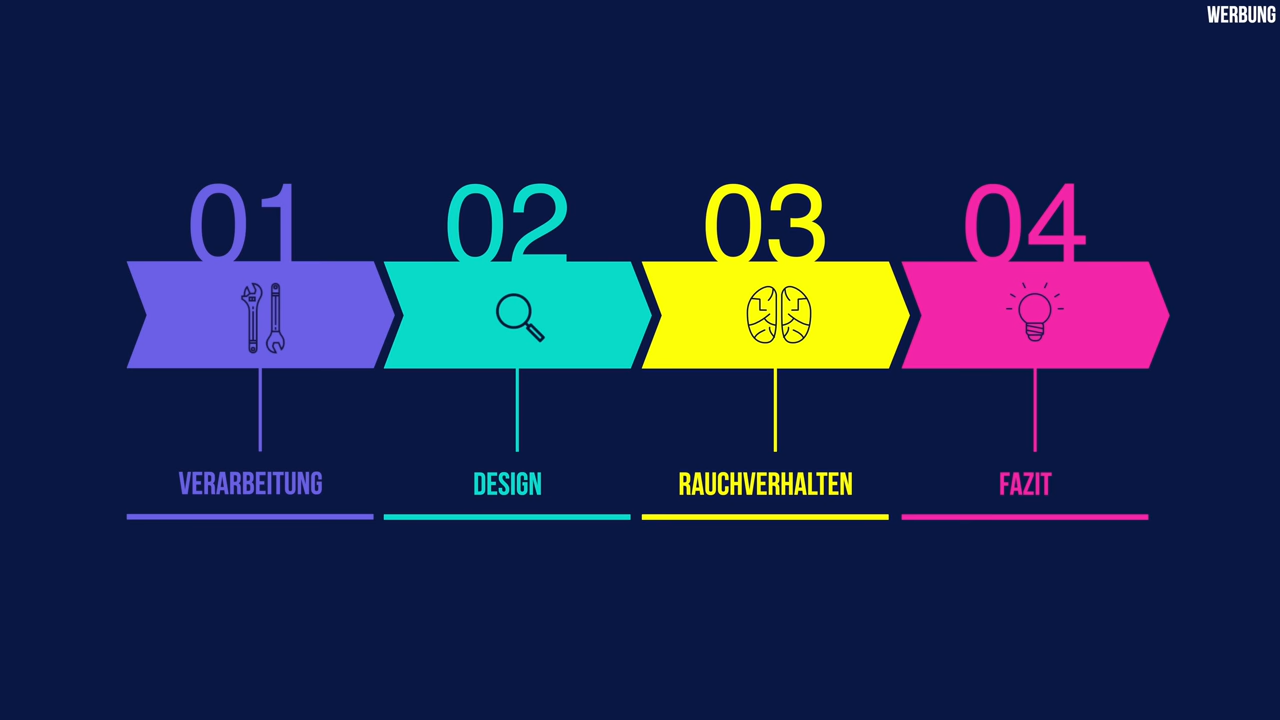 WERBUNG
01
02
03
04
VERARBEITUNG
DESIGN
RAUCHVERHALTEN
FAZIT